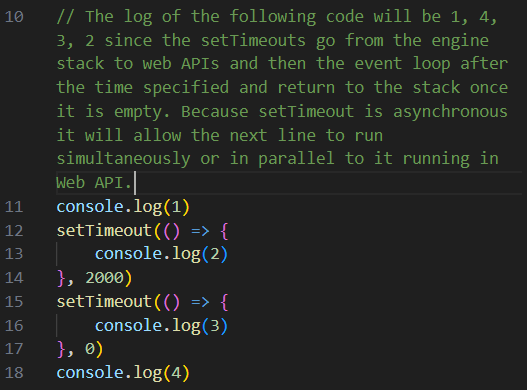 10 // The log of the following code will be 1, 4,
3, 2 since the setTimeouts go from the engine
stack to web APIs and then the event loop after
the time specified and return to the stack once
it is empty. Because setTimeout is asynchronous
it will allow the next line to run
simultaneously or in parallel to it running in
Web API.
11 console.log(1)
12 setTimeout(() => {
13     console.log(2)
14 }, 2000)
15 setTimeout(() => {
16     console.log(3)
17 }, 0)
18 console.log(4)